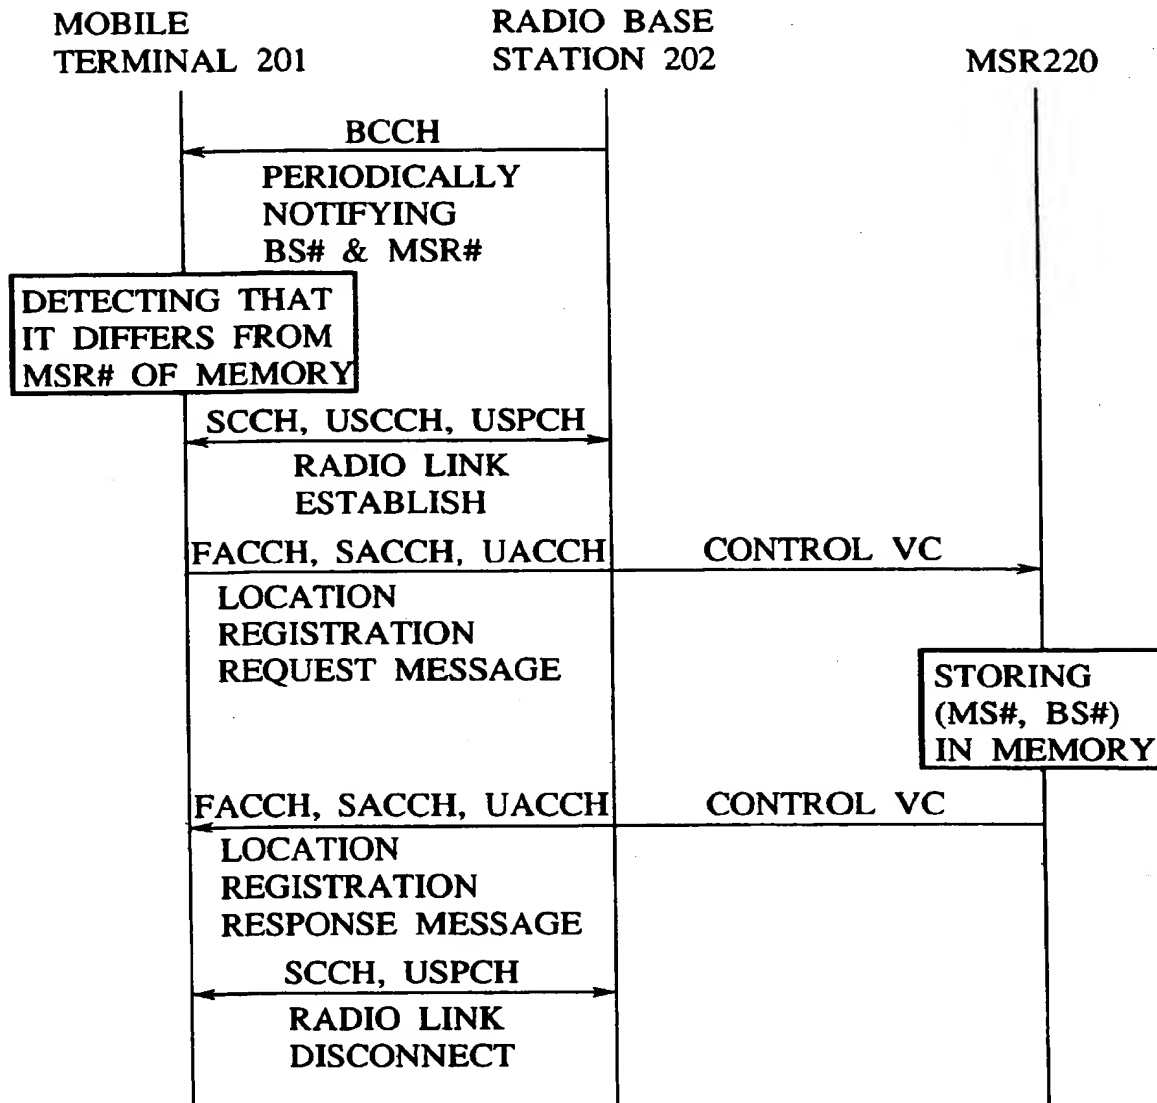 MOBILE
TERMINAL 201
RADIO BASE
STATION 202
MSR220
BCCH
PERIODICALLY
NOTIFYING
BS# & MSR#
DETECTING THAT
IT DIFFERS FROM
MSR# OF MEMORY
SCCH, USCCH, USPCH
RADIO LINK
ESTABLISH
FACCH, SACCH, UACCH
CONTROL VC
LOCATION
REGISTRATION
REQUEST MESSAGE
STORING
(MS#, BS#)
IN MEMORY
FACCH, SACCH, UACCH
CONTROL VC
LOCATION
REGISTRATION
RESPONSE MESSAGE
SCCH, USPCH
RADIO LINK
DISCONNECT